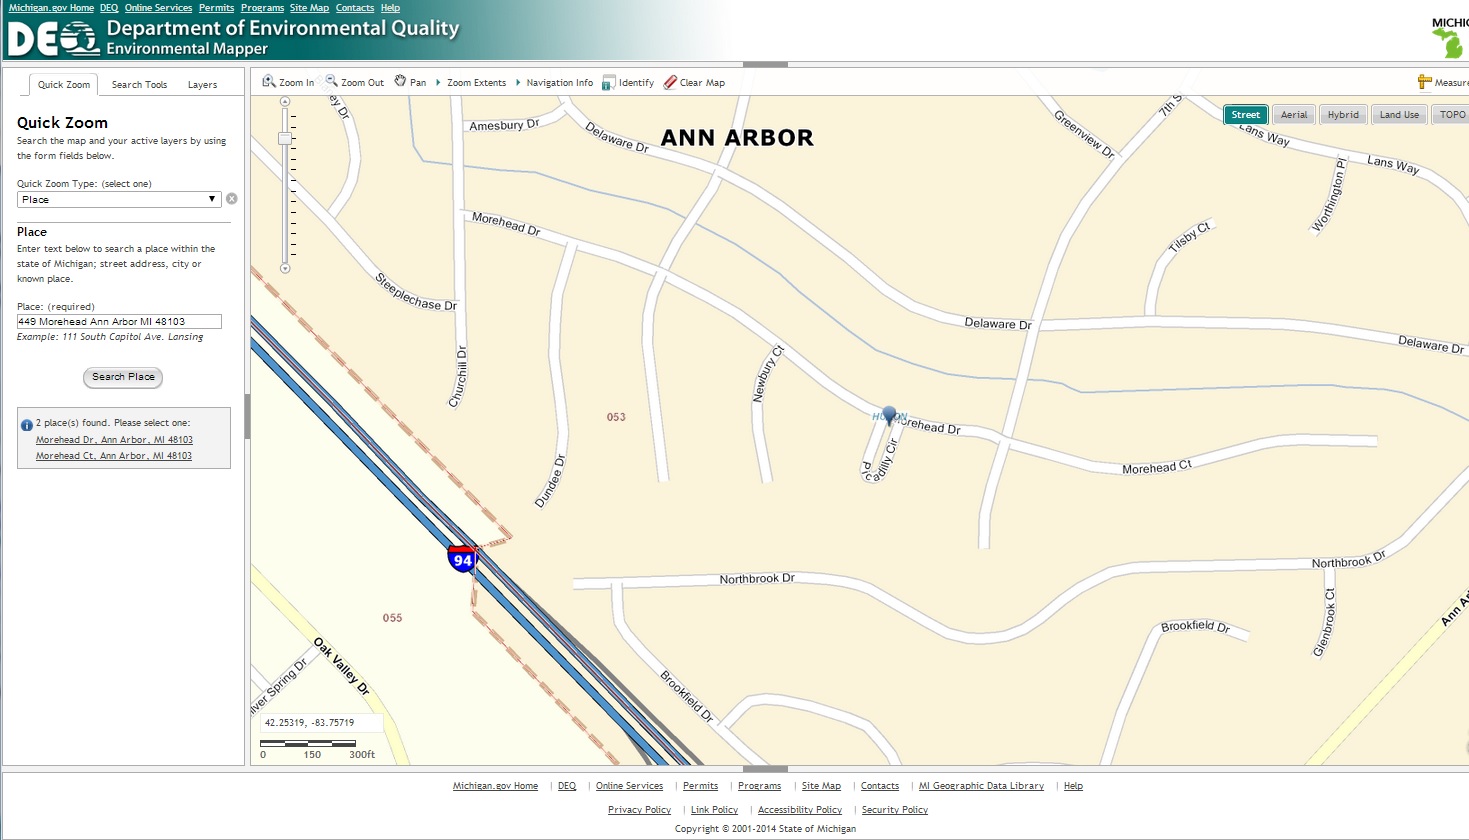 Michigan.gov Home DEQ Online Services Permits Programs Site Map Contacts Help
DEQ Department of Environmental Quality
Environmental Mapper
MICHI
Quick Zoom Search Tools Layers
Zoom In Zoom Out Pan Zoom Extents Navigation Info Identify Clear Map Measure
Street Aerial Hybrid Land Use TOPO
Quick Zoom
Search the map and your active layers by using
the form fields below.
Quick Zoom Type: (select one)
Place
Place
Enter text below to search a place within the
state of Michigan; street address, city or
known place.
Place: (required)
449 Morehead Ann Arbor MI 48103
Example: 111 South Capitol Ave. Lansing
Search Place
2 place(s) found. Please select one:
Morehead Dr, Ann Arbor, MI 48103
Morehead Ct, Ann Arbor, MI 48103
ey Dr
Amesbury Dr
Delaware Dr
ANN ARBOR
Greenview Dr
7th S
Lans Way
Lans Way
Worthington Pl
Tilsby Ct
Morehead Dr
Steeplechase Dr
Churchill Dr
Delaware Dr
Delaware Dr
Newbury Ct
053
Morehead Dr
Piccadilly Cir
Morehead Ct
Dundee Dr
94
Northbrook Dr
Northbrook Dr
Glenbrook Ct
Ann Ar
055
Brookfield Dr
Oak Valley Dr
lver Spring Dr
Brookfield Dr
42.25319, -83.75719
0 150 300ft
Michigan.gov Home | DEQ | Online Services | Permits | Programs | Site Map | Contacts | MI Geographic Data Library | Help
Privacy Policy | Link Policy | Accessibility Policy | Security Policy
Copyright © 2001-2014 State of Michigan